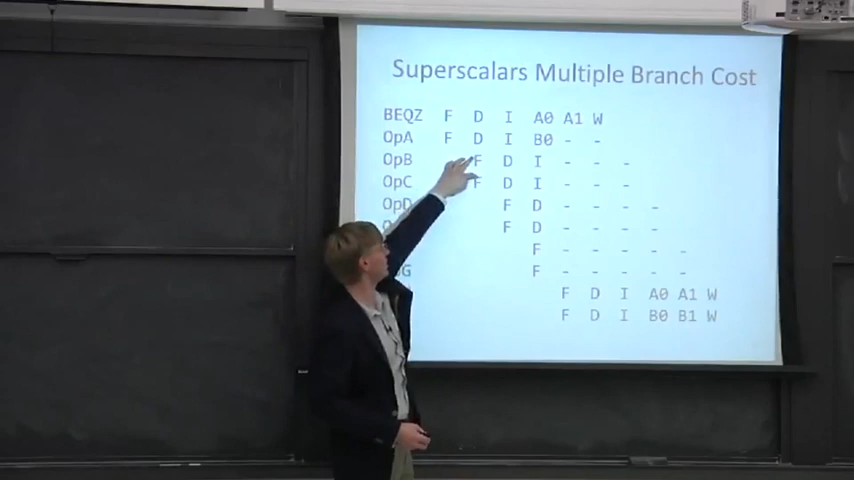 Superscalars Multiple Branch Cost
BEQZ F D I A0 A1 W
OpA F D I B0 - -
OpB F D I - - -
OpC F D I - - -
OpD F D - - - -
F D - - - -
F - - - - -
G F - - - - -
F D I A0 A1 W
F D I B0 B1 W